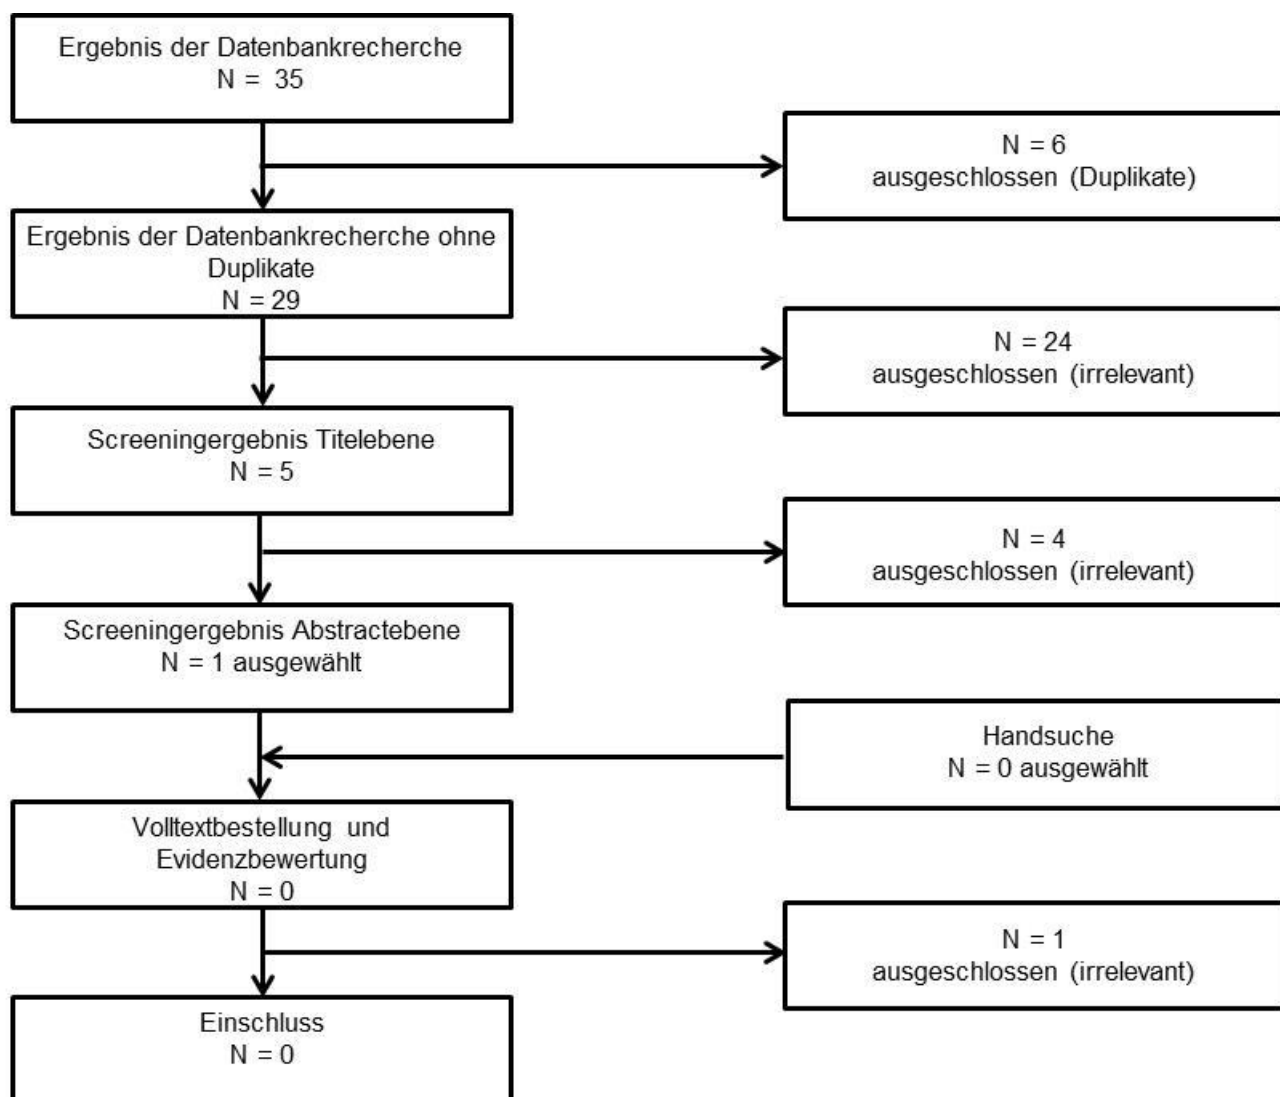 Ergebnis der Datenbankrecherche
N = 35
N = 6
ausgeschlossen (Duplikate)
Ergebnis der Datenbankrecherche ohne
Duplikate
N = 29
N = 24
ausgeschlossen (irrelevant)
Screeningergebnis Titelebene
N = 5
N = 4
ausgeschlossen (irrelevant)
Screeningergebnis Abstractebene
N = 1 ausgewählt
Handsuche
N = 0 ausgewählt
Volltextbestellung und
Evidenzbewertung
N = 0
N = 1
ausgeschlossen (irrelevant)
Einschluss
N = 0